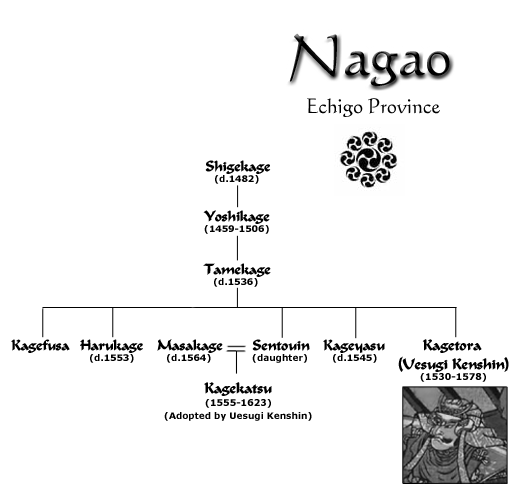 Nagao
Echigo Province
Shigekage
(d.1482)
Yoshikage
(1459-1506)
Tamekage
(d.1536)
Kagefusa
Harukage
(d.1553)
Masakage
(d.1564)
Sentouin
(daughter)
Kageyasu
(d.1545)
Kagetora
(Uesugi Kenshin)
(1530-1578)
Kagekatsu
(1555-1623)
(Adopted by Uesugi Kenshin)